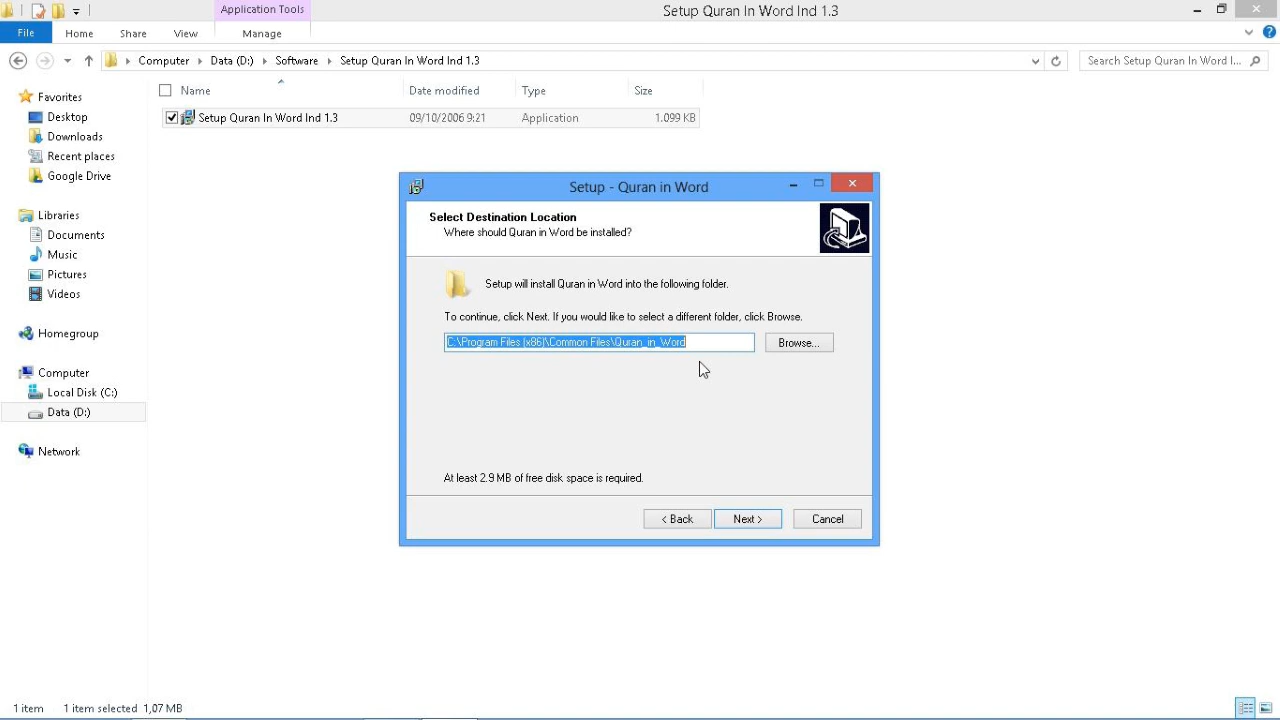 Application Tools
Setup Quran In Word Ind 1.3
File
Home
Share
View
Manage
Computer
Data (D:)
Software
Setup Quran In Word Ind 1.3
Search Setup Quran In Word I...
Name
Date modified
Type
Size
Setup Quran In Word Ind 1.3
09/10/2006 9:21
Application
1.099 KB
Favorites
Desktop
Downloads
Recent places
Google Drive
Libraries
Documents
Music
Pictures
Videos
Homegroup
Computer
Local Disk (C:)
Data (D:)
Network
Setup - Quran in Word
Select Destination Location
Where should Quran in Word be installed?
Setup will install Quran in Word into the following folder.
To continue, click Next. If you would like to select a different folder, click Browse.
C:\Program Files (x86)\Common Files\Quran_in_Word
Browse...
At least 2.9 MB of free disk space is required.
< Back
Next >
Cancel
1 item
1 item selected 1,07 MB